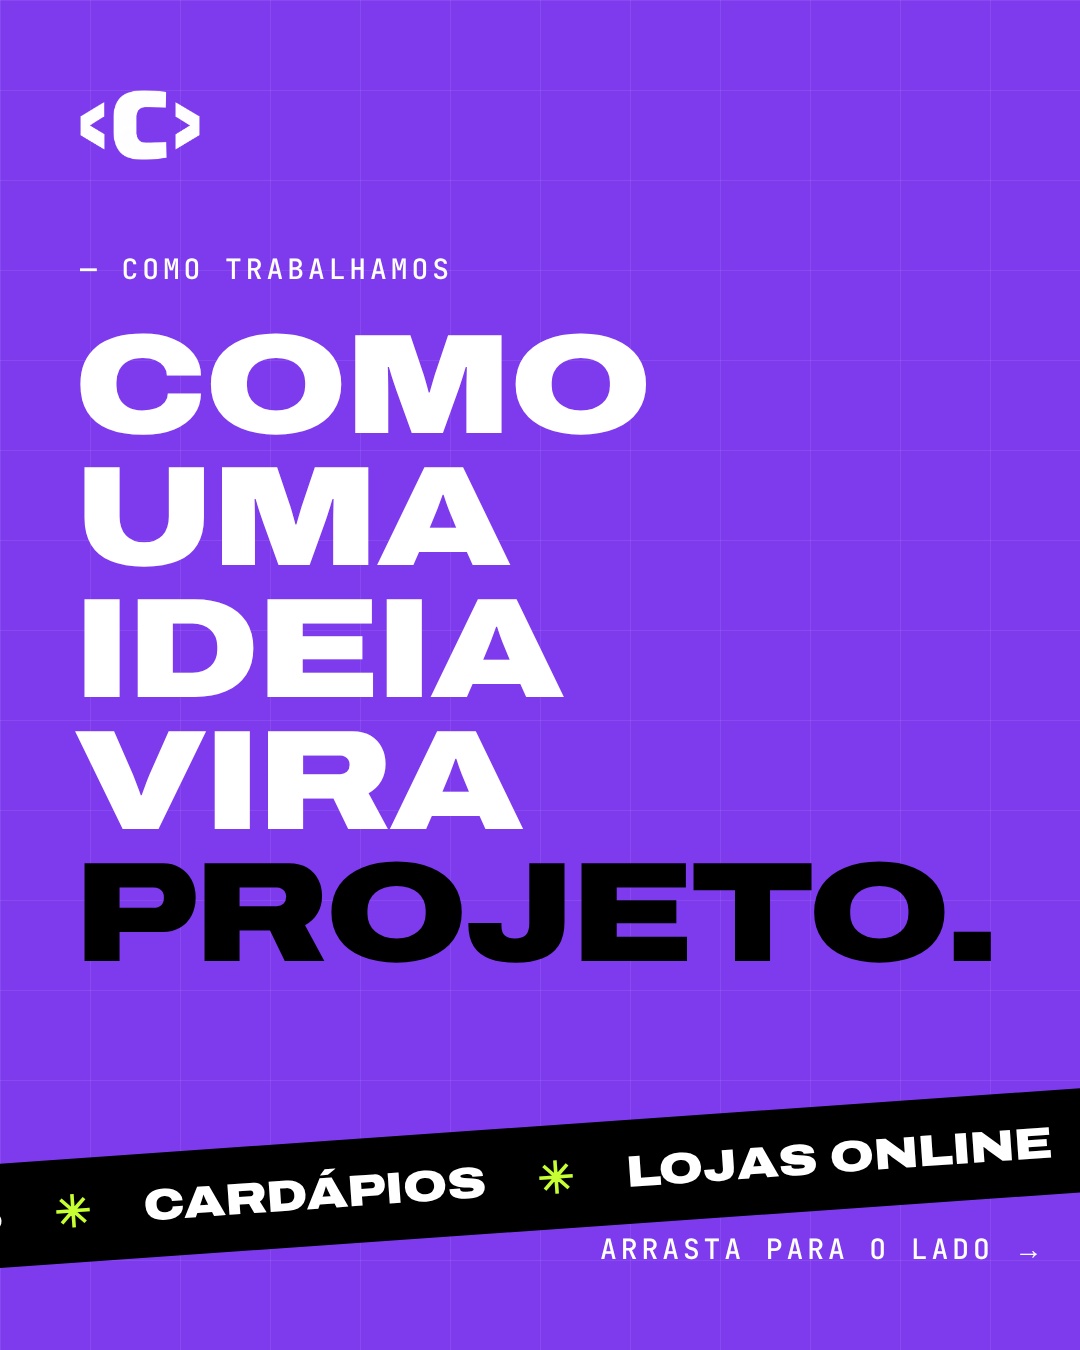 <C>
— COMO TRABALHAMOS
COMO
UMA
IDEIA
VIRA
PROJETO.
✳ CARDÁPIOS ✳ LOJAS ONLINE
ARRASTA PARA O LADO →